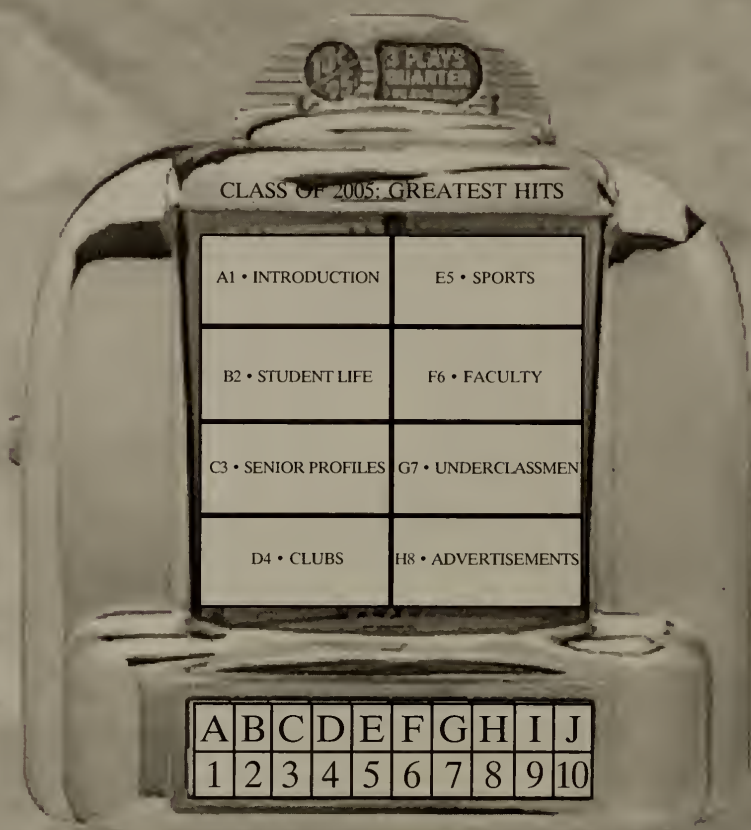 3 PLAYS
QUARTER
CLASS OF 2005: GREATEST HITS
A1 • INTRODUCTION
E5 • SPORTS
B2 • STUDENT LIFE
F6 • FACULTY
C3 • SENIOR PROFILES
G7 • UNDERCLASSMEN
D4 • CLUBS
H8 • ADVERTISEMENTS
A B C D E F G H I J
1 2 3 4 5 6 7 8 9 10